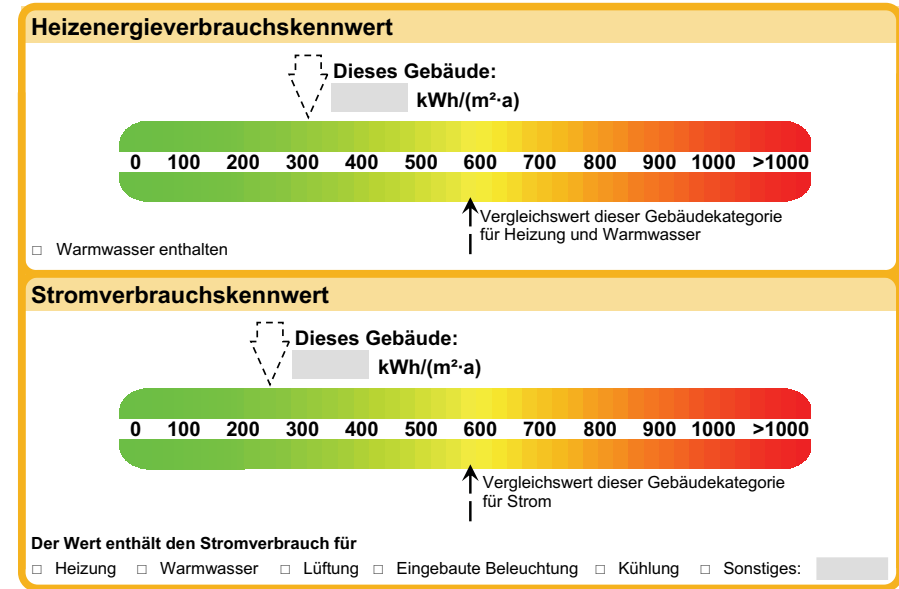 Heizenergieverbrauchskennwert
Dieses Gebäude:
kWh/(m²·a)
0 100 200 300 400 500 600 700 800 900 1000 >1000
Vergleichswert dieser Gebäudekategorie
für Heizung und Warmwasser
□ Warmwasser enthalten
Stromverbrauchskennwert
Dieses Gebäude:
kWh/(m²·a)
0 100 200 300 400 500 600 700 800 900 1000 >1000
Vergleichswert dieser Gebäudekategorie
für Strom
Der Wert enthält den Stromverbrauch für
□ Heizung □ Warmwasser □ Lüftung □ Eingebaute Beleuchtung □ Kühlung □ Sonstiges: